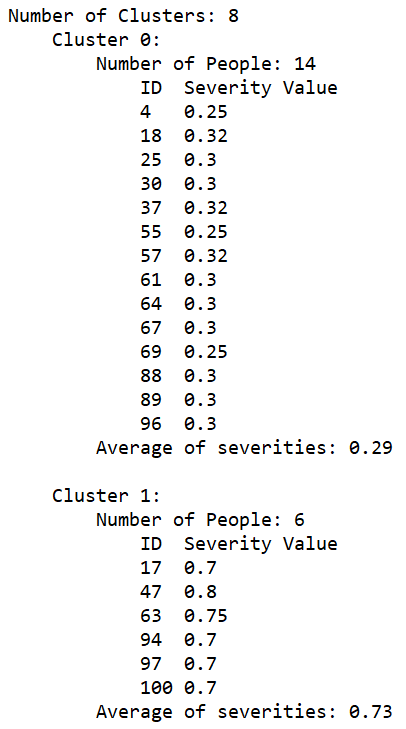 Number of Clusters: 8
Cluster 0:
Number of People: 14
ID Severity Value
4 0.25
18 0.32
25 0.3
30 0.3
37 0.32
55 0.25
57 0.32
61 0.3
64 0.3
67 0.3
69 0.25
88 0.3
89 0.3
96 0.3
Average of severities: 0.29
Cluster 1:
Number of People: 6
ID Severity Value
17 0.7
47 0.8
63 0.75
94 0.7
97 0.7
100 0.7
Average of severities: 0.73